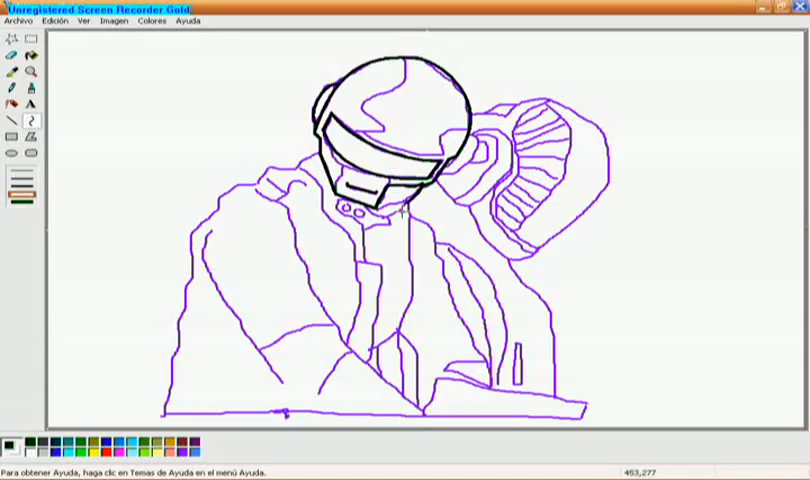 Unregistered Screen Recorder Gold
Archivo Edición Ver Imagen Colores Ayuda
A
Para obtener Ayuda, haga clic en Temas de Ayuda en el menú Ayuda. 453,277